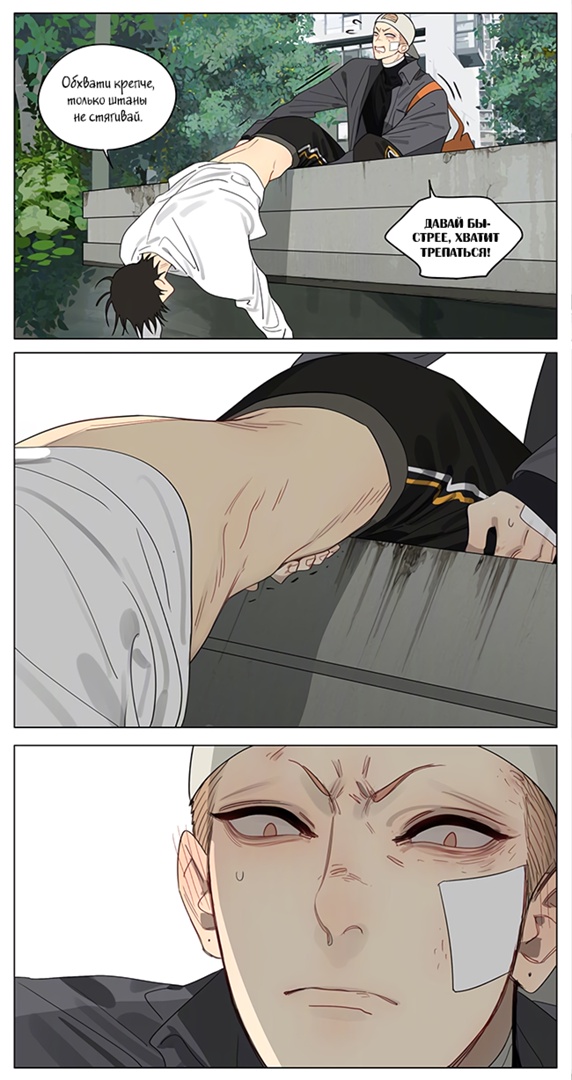 Обхвати крепче,
только штаны
не стягивай.
ДАВАЙ БЫ-
СТРЕЕ, ХВАТИТ
ТРЕПАТЬСЯ!